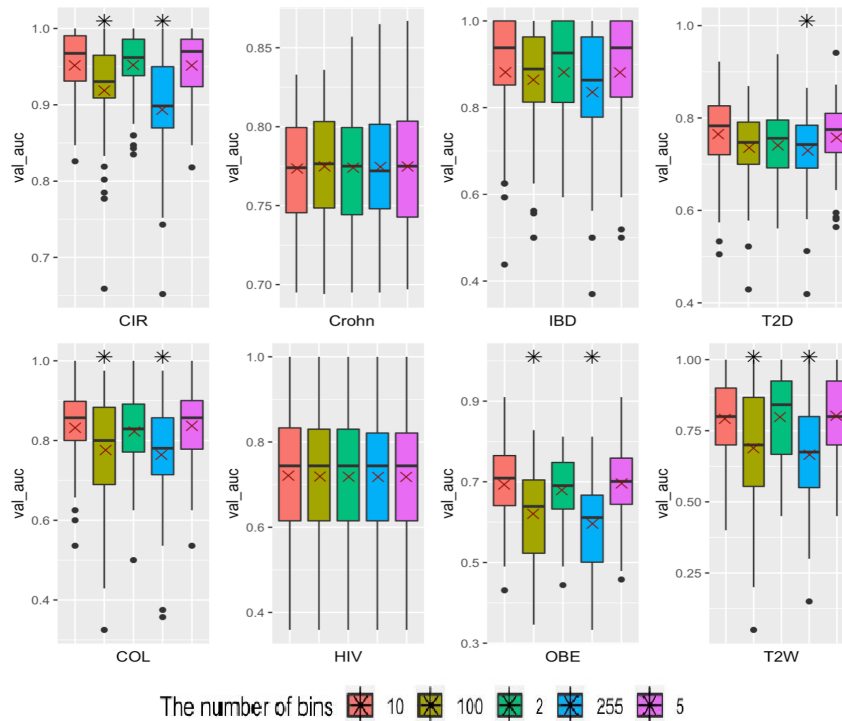 1.0
0.9
0.8
0.7
val_auc
CIR
0.85
0.80
0.75
0.70
val_auc
Crohn
1.0
0.8
0.6
0.4
val_auc
IBD
1.0
0.8
0.6
0.4
val_auc
T2D
1.0
0.8
0.6
0.4
val_auc
COL
1.0
0.8
0.6
0.4
val_auc
HIV
0.9
0.7
0.5
0.3
val_auc
OBE
1.00
0.75
0.50
0.25
val_auc
T2W
The number of bins 10 100 2 255 5